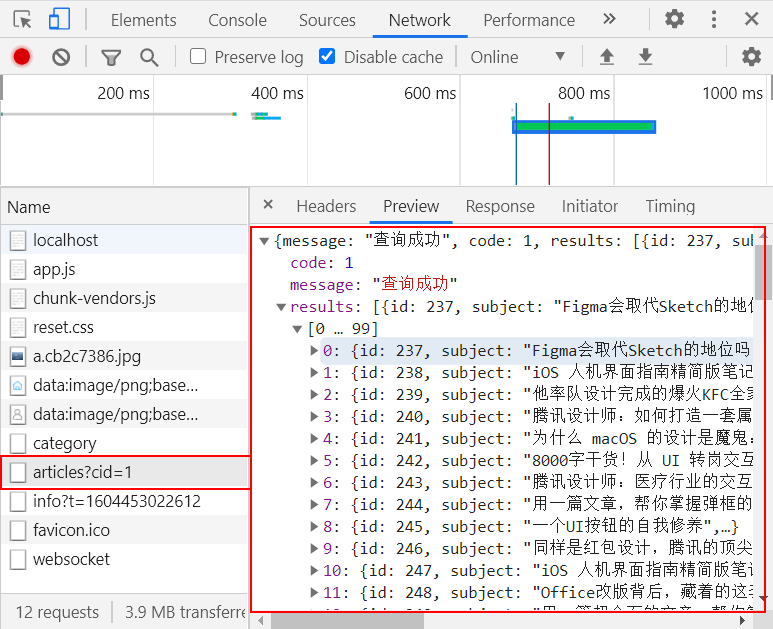 Elements Console Sources Network Performance
Preserve log Disable cache Online
200 ms 400 ms 600 ms 800 ms 1000 ms
Name
Headers Preview Response Initiator Timing
localhost
app.js
chunk-vendors.js
reset.css
a.cb2c7386.jpg
data:image/png;base...
data:image/png;base...
category
articles?cid=1
info?t=1604453022612
favicon.ico
websocket
12 requests 3.9 MB transferre
{message: "查询成功", code: 1, results: [{id: 237, sub
code: 1
message: "查询成功"
results: [{id: 237, subject: "Figma会取代Sketch的地位
[0 … 99]
0: {id: 237, subject: "Figma会取代Sketch的地位吗
1: {id: 238, subject: "iOS 人机界面指南精简版笔记
2: {id: 239, subject: "他率队设计完成的爆火KFC全家
3: {id: 240, subject: "腾讯设计师：如何打造一套属
4: {id: 241, subject: "为什么 macOS 的设计是魔鬼：
5: {id: 242, subject: "8000字干货！从 UI 转岗交互
6: {id: 243, subject: "腾讯设计师：医疗行业的交互
7: {id: 244, subject: "用一篇文章，帮你掌握弹框的
8: {id: 245, subject: "一个UI按钮的自我修养",…}
9: {id: 246, subject: "同样是红包设计，腾讯的顶尖
10: {id: 247, subject: "iOS 人机界面指南精简版笔
11: {id: 248, subject: "Office改版背后，藏着的这